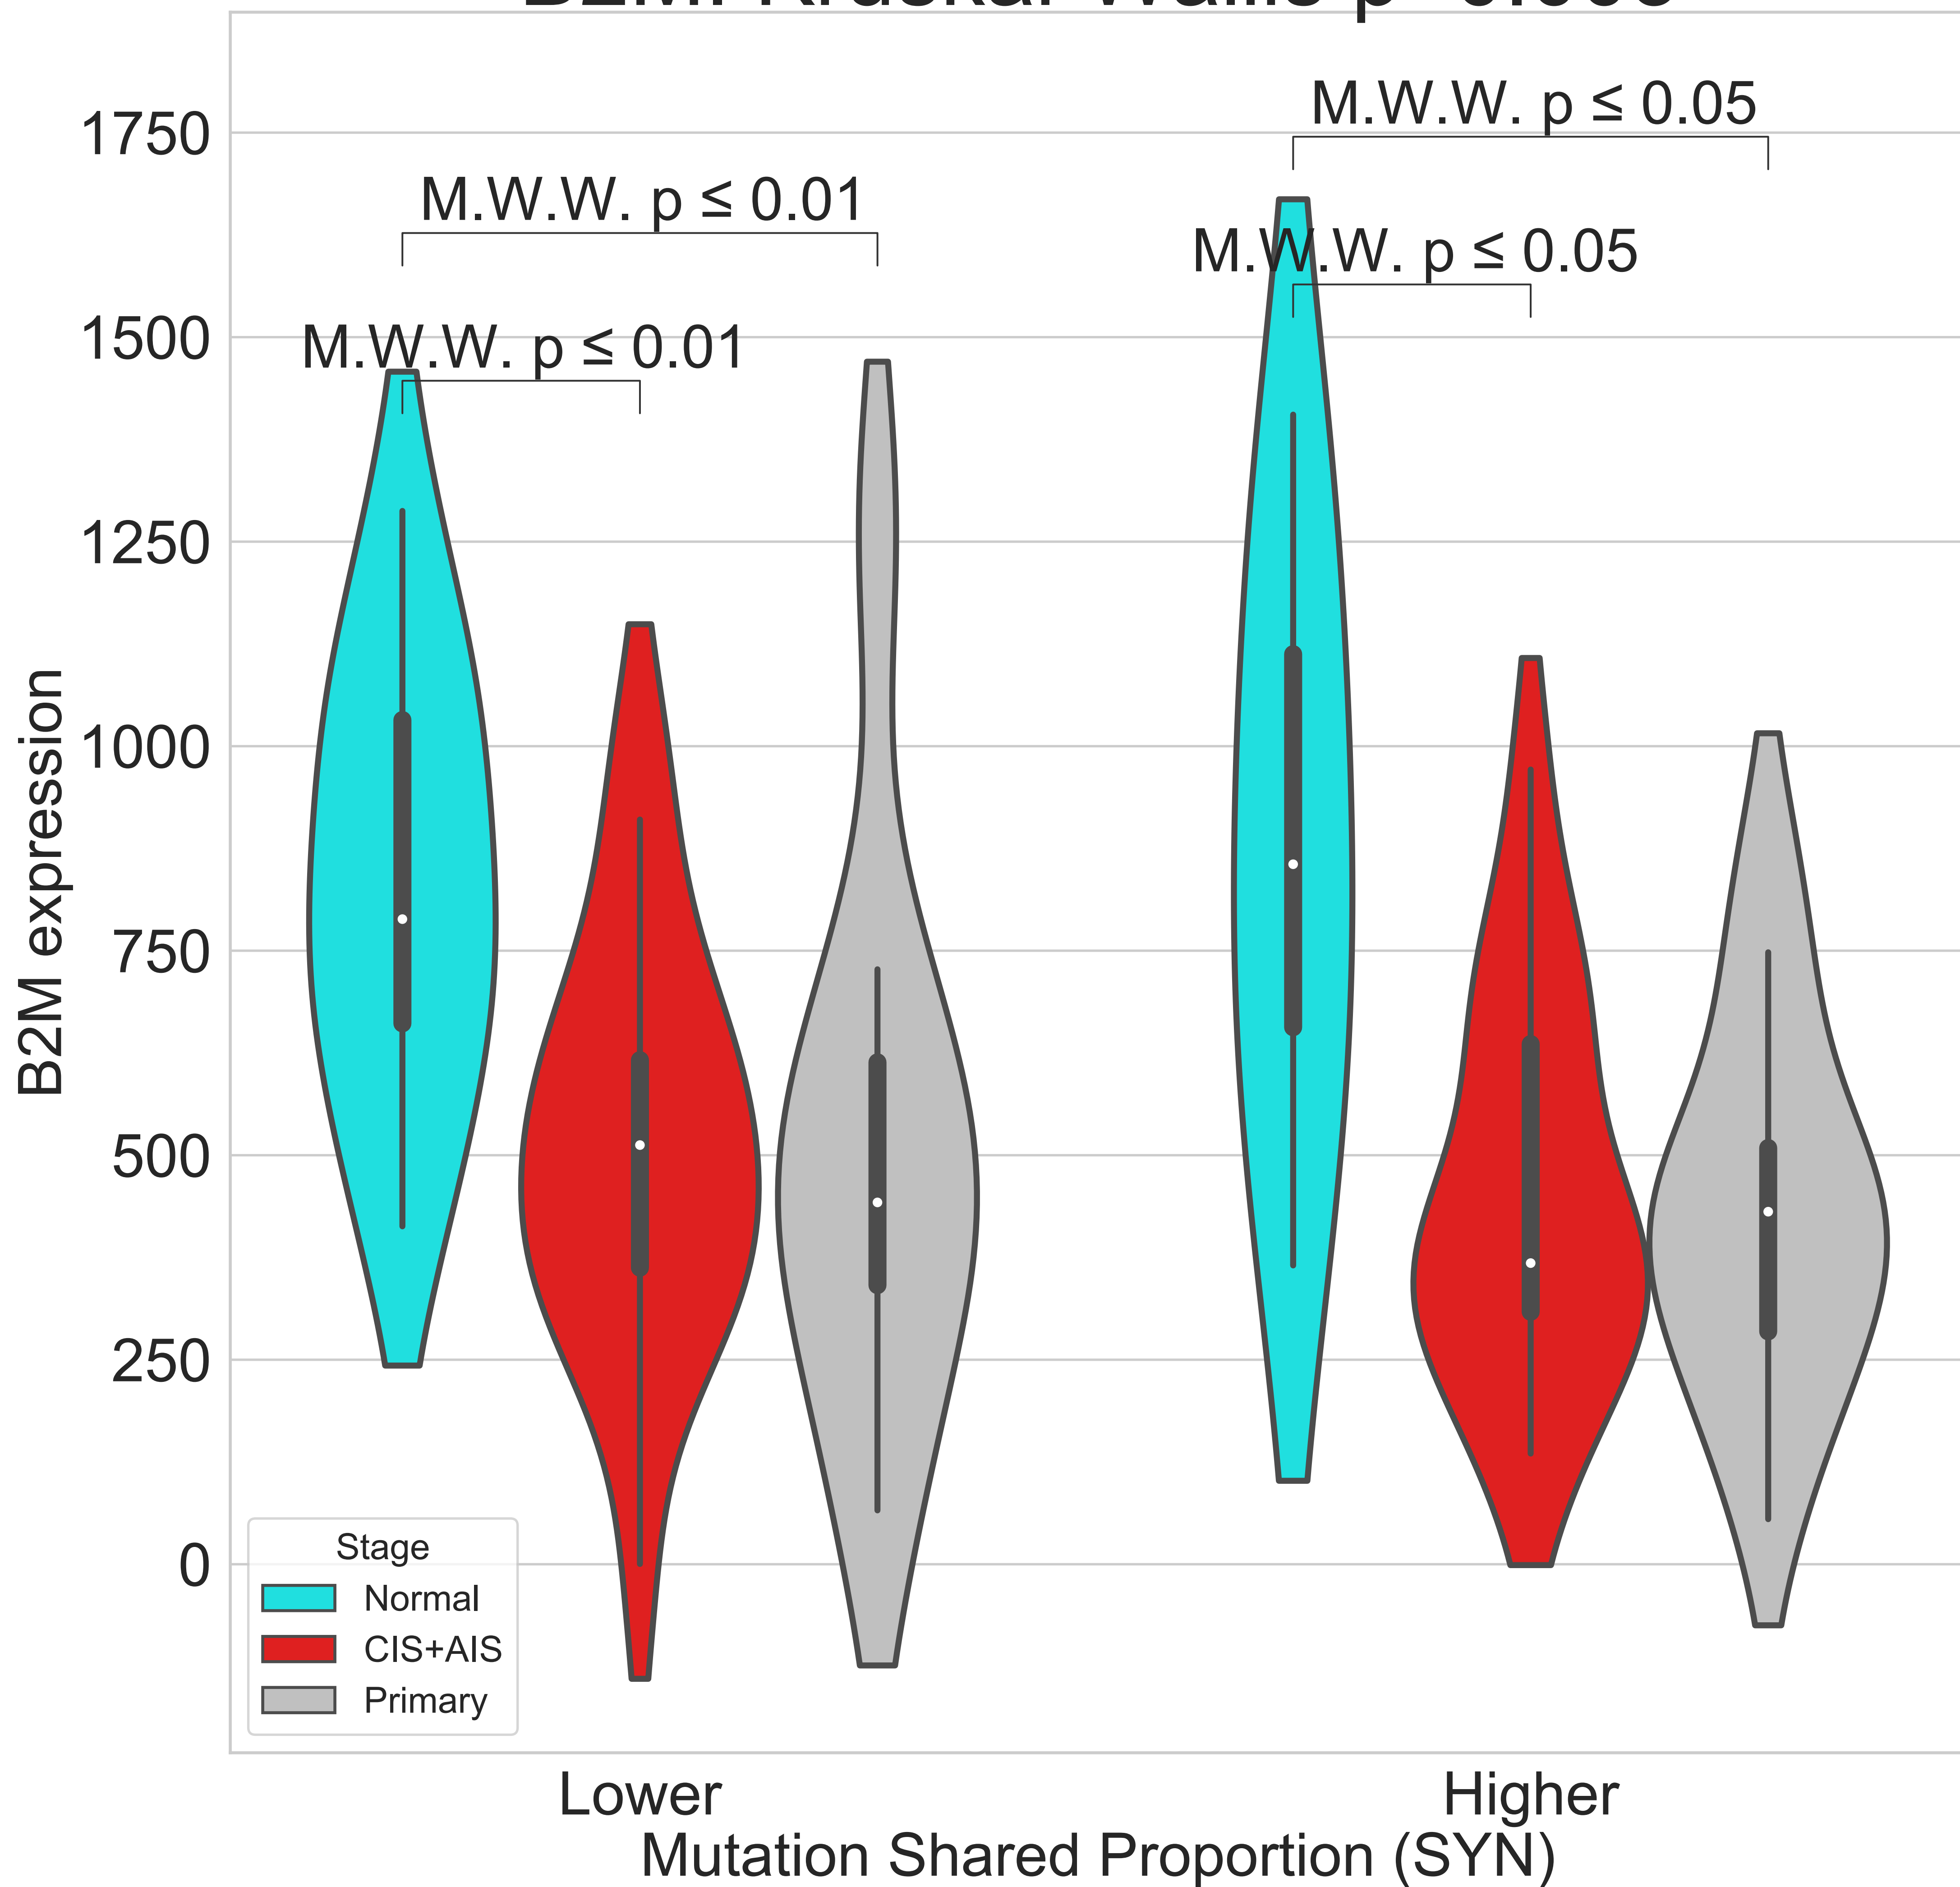 1750
1500
1250
1000
750
500
250
0
B2M expression
M.W.W. p ≤ 0.01
M.W.W. p ≤ 0.01
M.W.W. p ≤ 0.05
M.W.W. p ≤ 0.05
Stage
Normal
CIS+AIS
Primary
Lower
Higher
Mutation Shared Proportion (SYN)